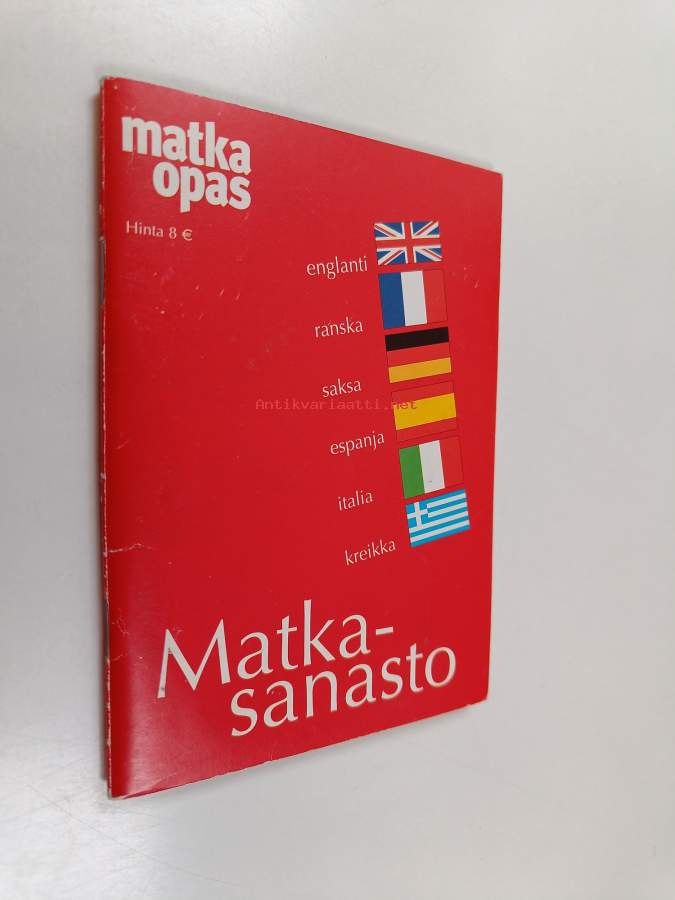 matka
opas
Hinta 8 €
englanti
ranska
saksa
Antikvariaatti.net
espanja
italia
kreikka
Matka-
sanasto